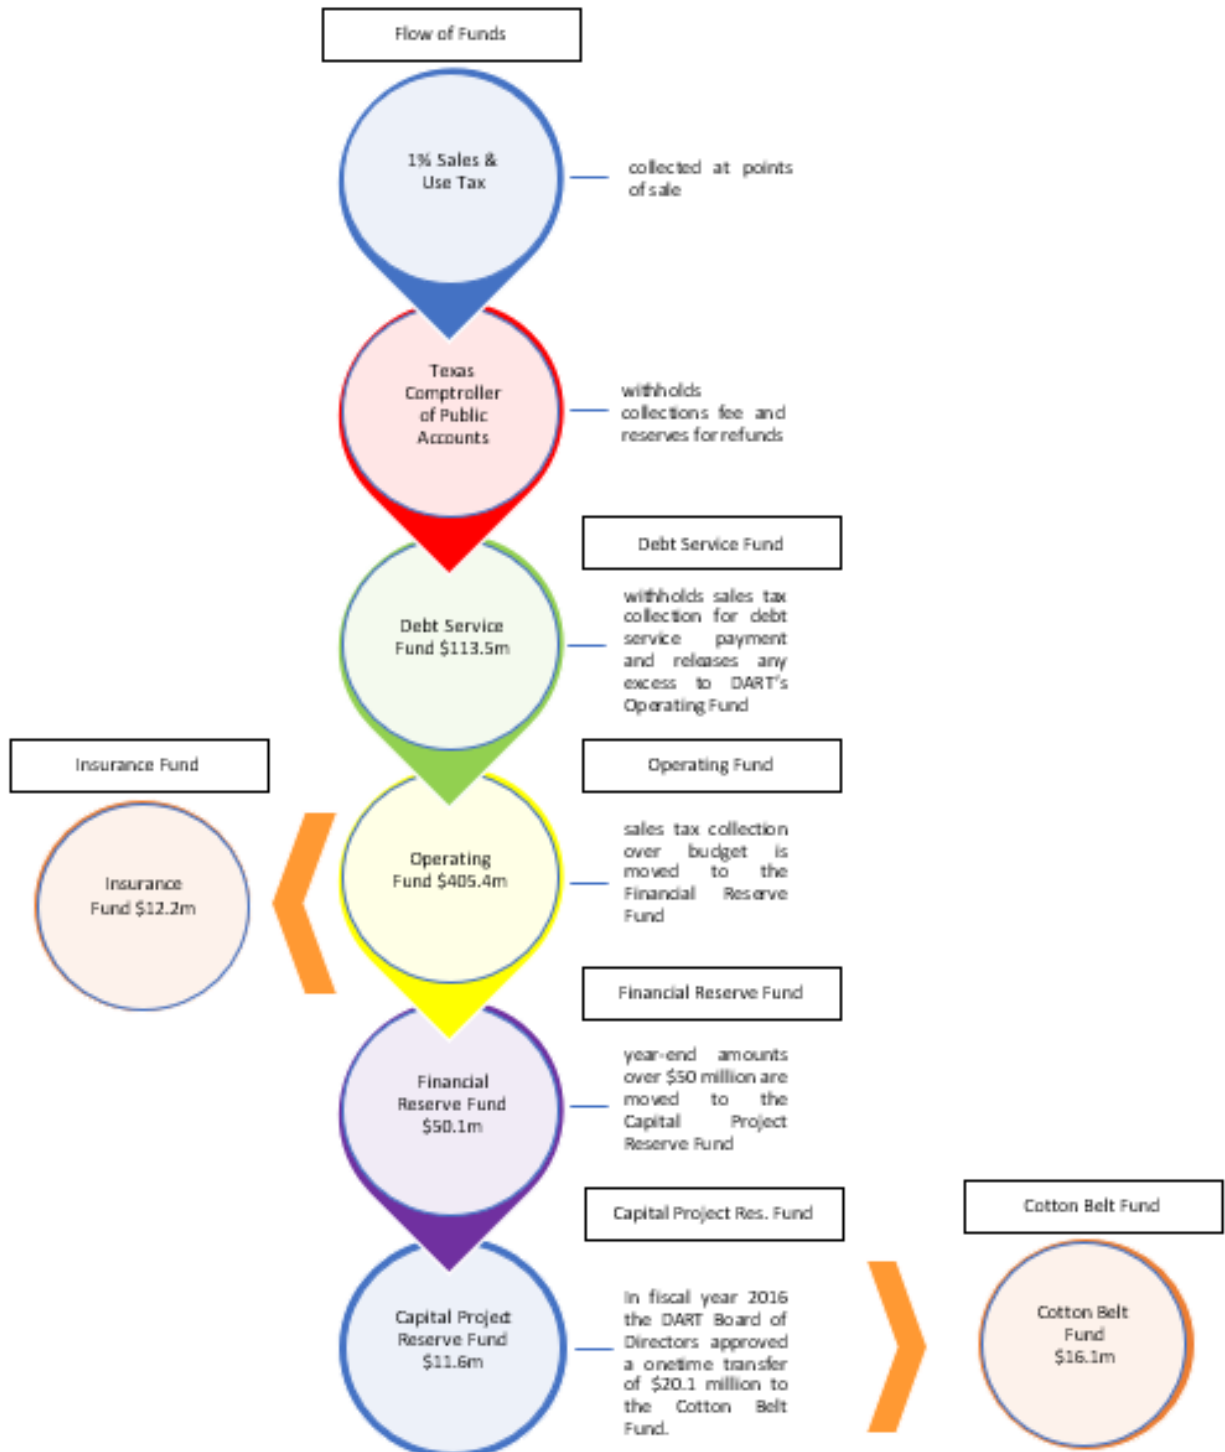 Flow of Funds
1% Sales &
Use Tax
collected at points
of sale
Texas
Comptroller
of Public
Accounts
withholds
collections fee and
reserves for refunds
Debt Service Fund
Debt Service
Fund $113.5m
withholds sales tax
collection for debt
service payment
and releases any
excess to DART's
Operating Fund
Insurance Fund
Insurance
Fund $12.2m
Operating Fund
Operating
Fund $405.4m
sales tax collection
over budget is
moved to the
Financial Reserve
Fund
Financial Reserve Fund
Financial
Reserve Fund
$50.1m
year-end amounts
over $50 million are
moved to the
Capital Project
Reserve Fund
Capital Project Res. Fund
Capital Project
Reserve Fund
$11.6m
In fiscal year 2016
the DART Board of
Directors approved
a onetime transfer
of $20.1 million to
the Cotton Belt
Fund.
Cotton Belt Fund
Cotton Belt
Fund
$16.1m